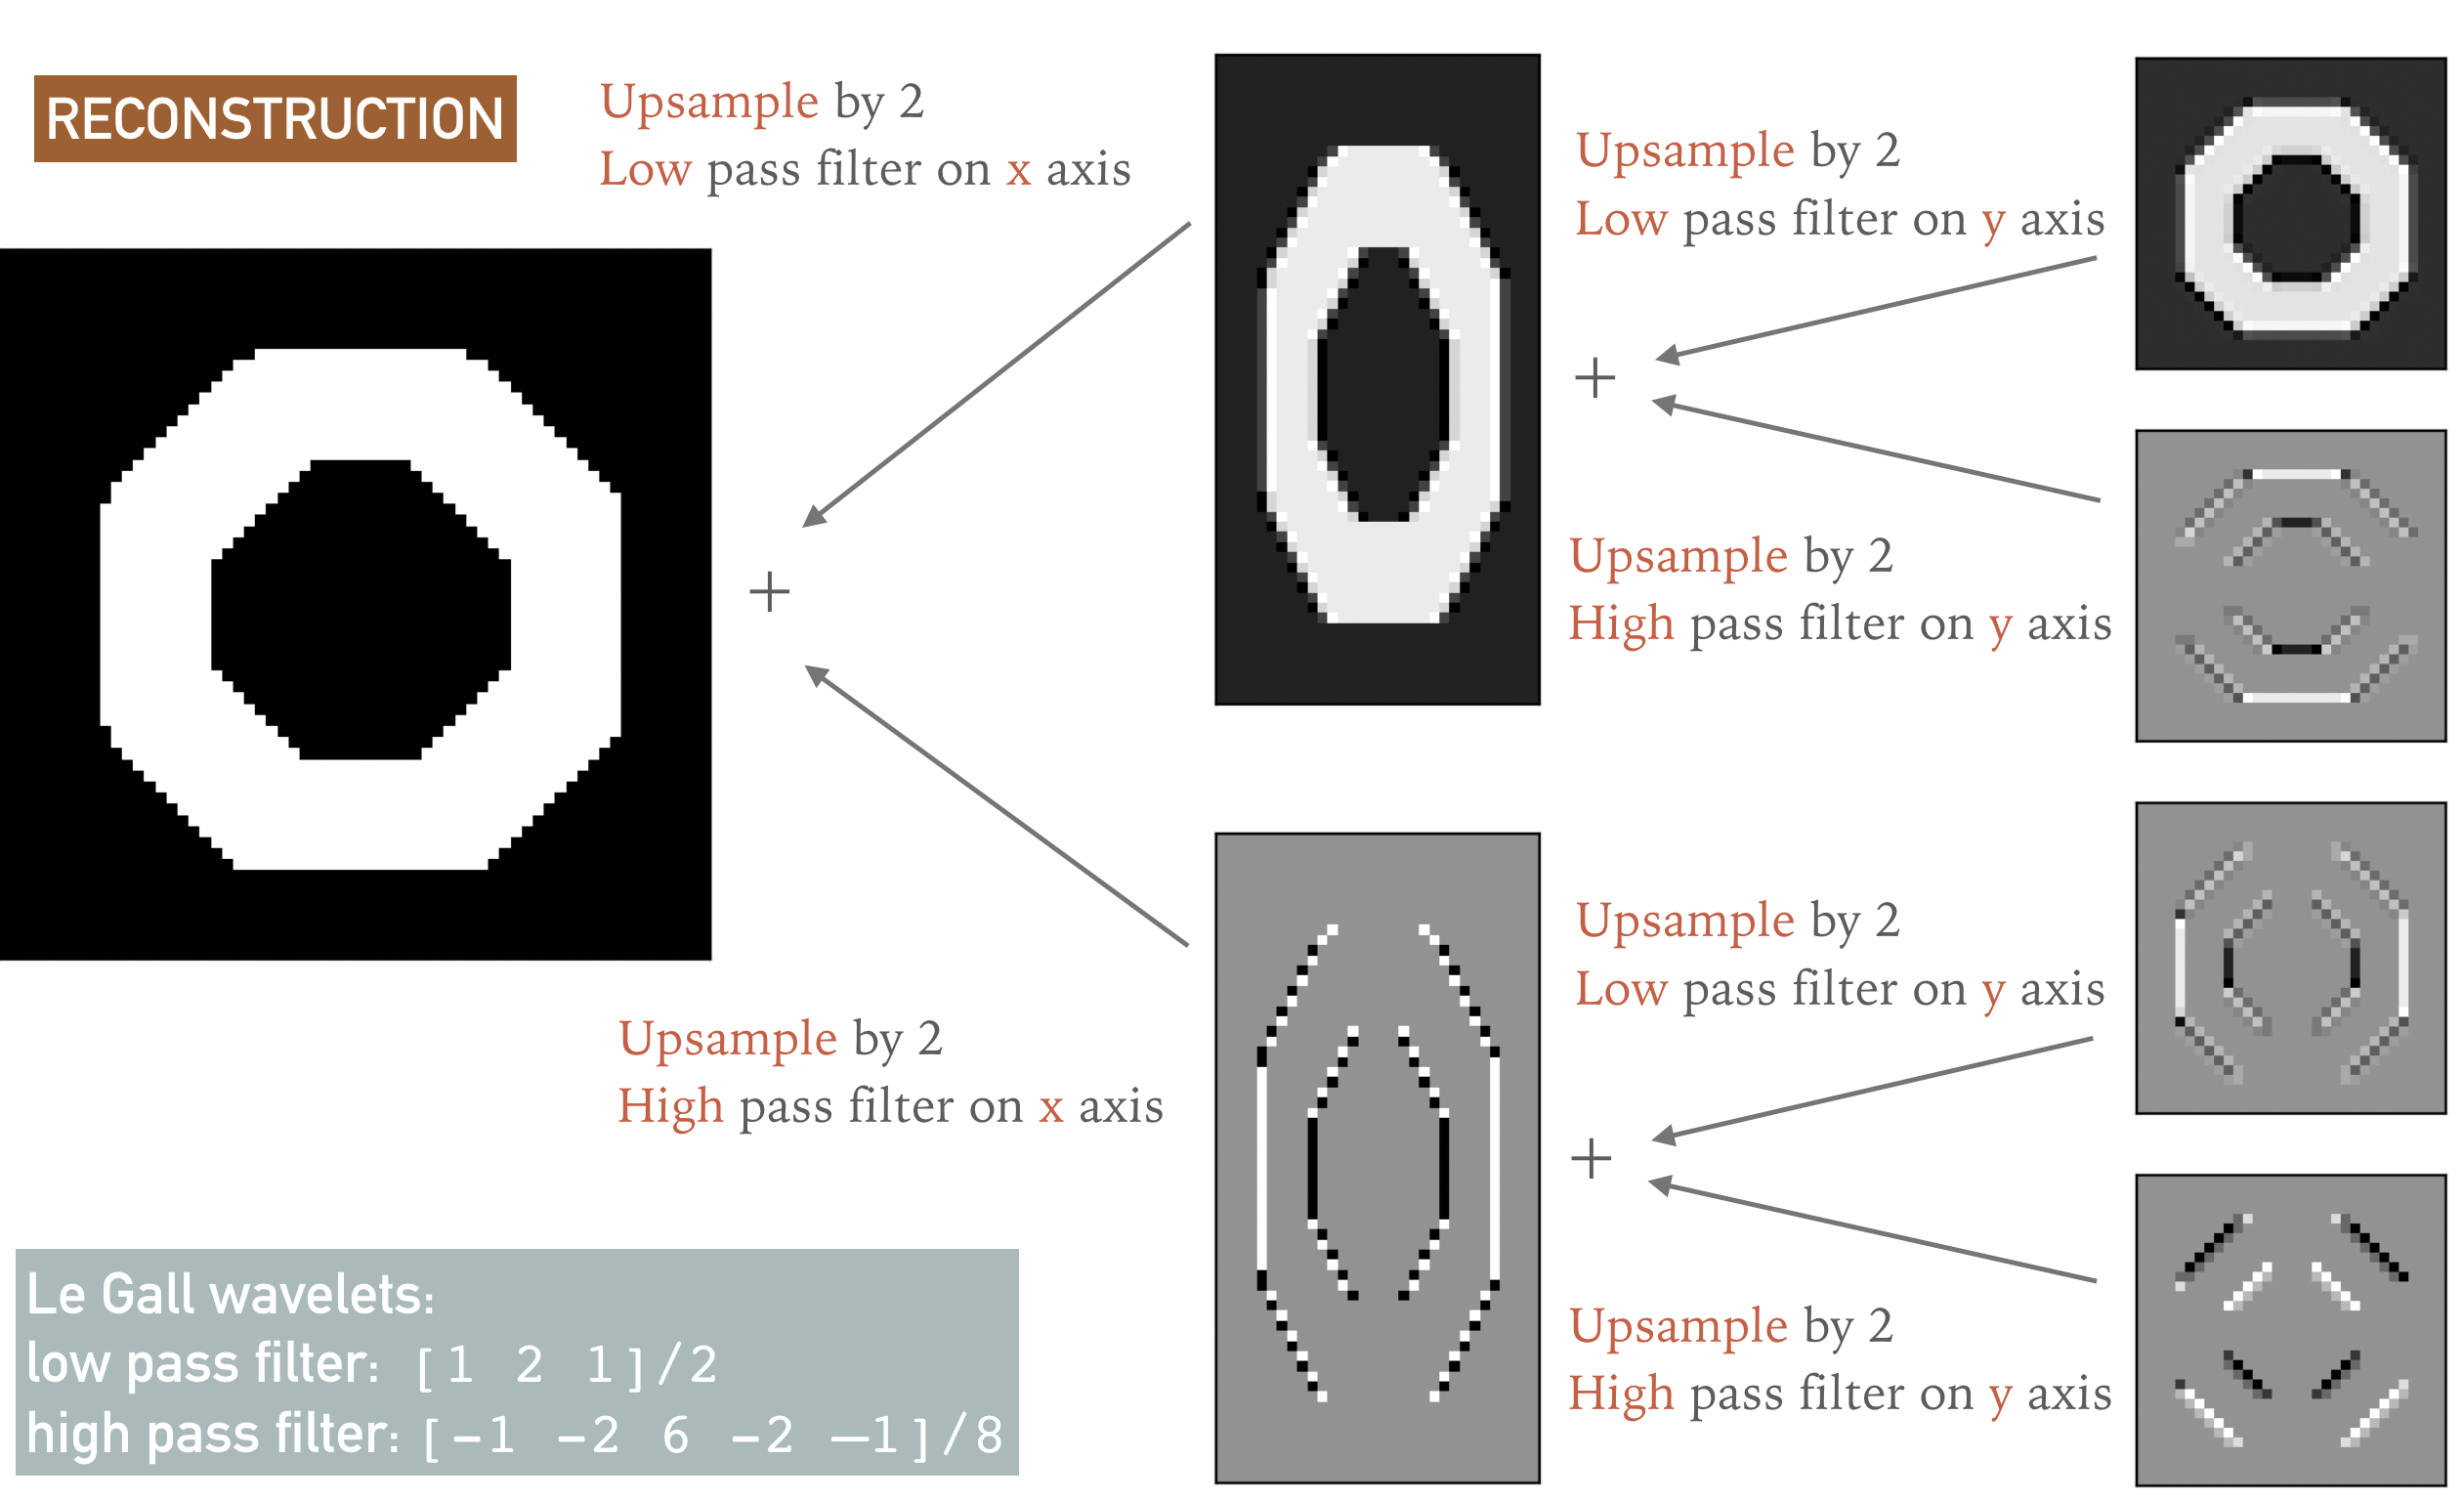 RECONSTRUCTION
Upsample by 2
Low pass filter on x axis
Upsample by 2
Low pass filter on y axis
+
Upsample by 2
High pass filter on y axis
+
Upsample by 2
High pass filter on x axis
Upsample by 2
Low pass filter on y axis
+
Upsample by 2
High pass filter on y axis
Le Gall wavelts:
low pass filter: [ 1 2 1]/2
high pass filter: [-1 -2 6 -2 —1]/8